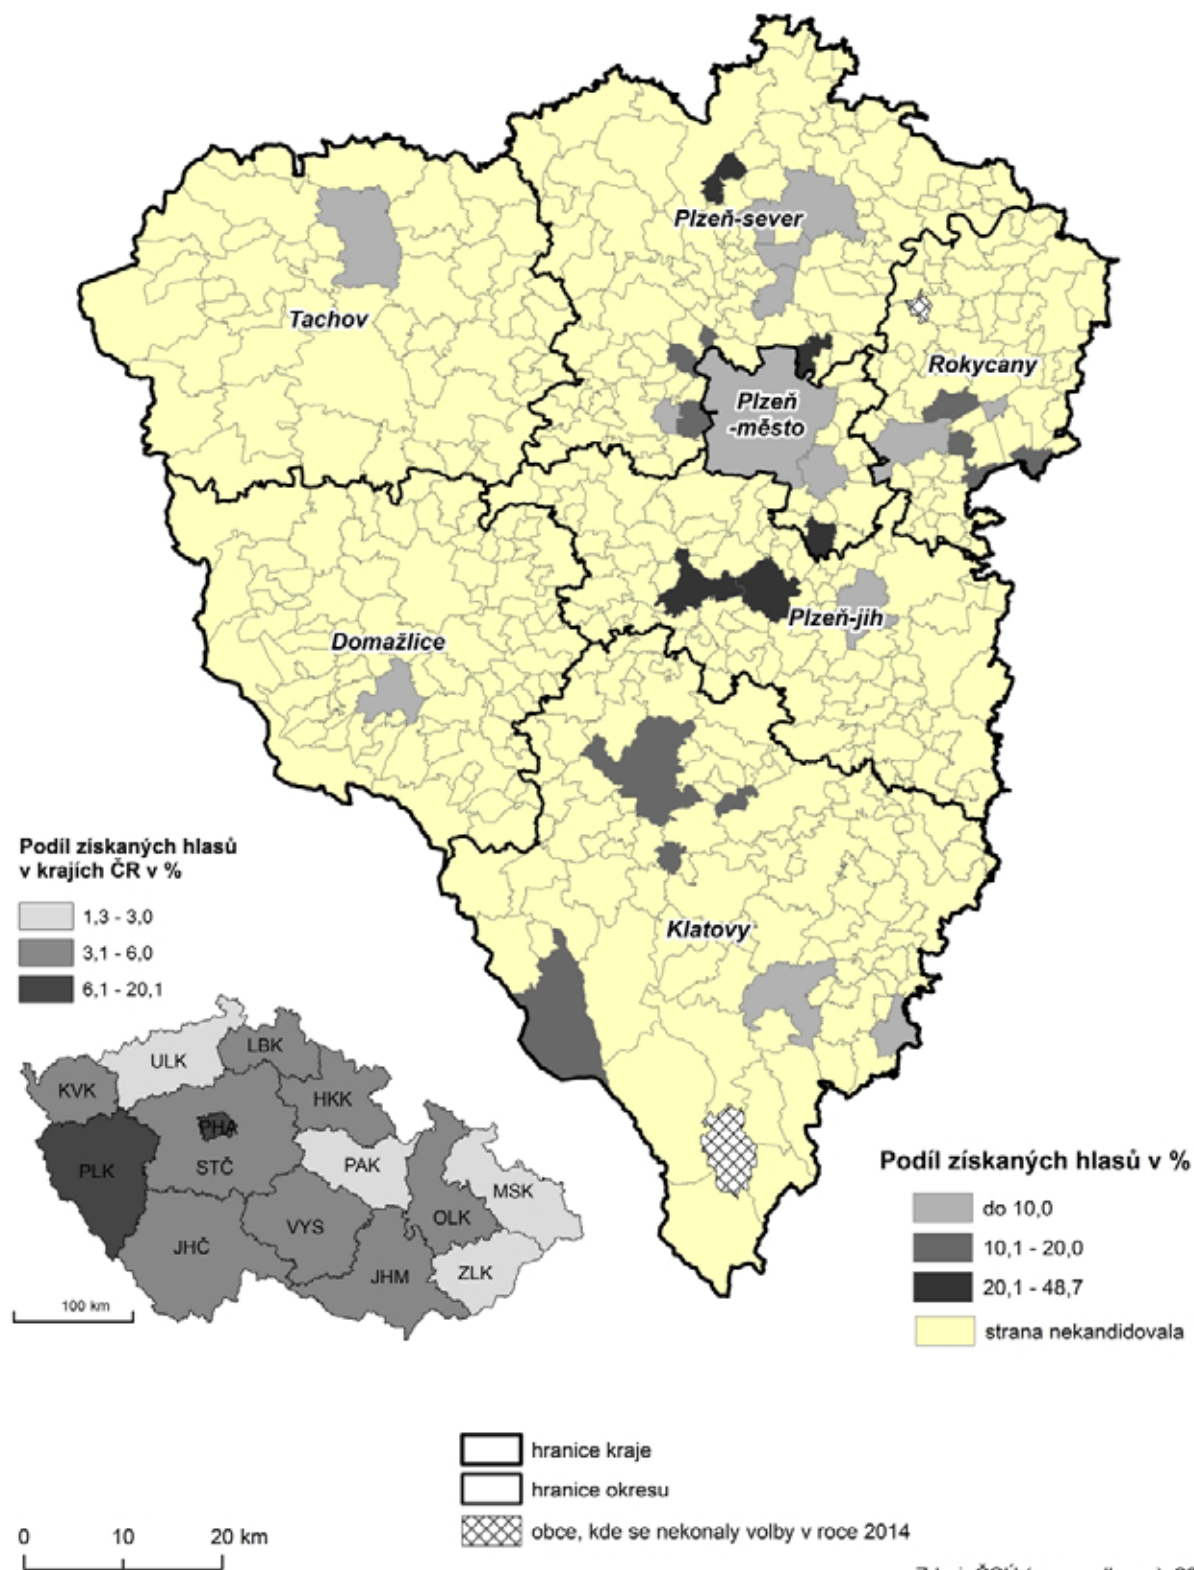 Plzeň-sever
Tachov
Rokycany
Plzeň
-město
Plzeň-jih
Domažlice
Klatovy
Podíl získaných hlasů
v krajích ČR v %
1,3 - 3,0
3,1 - 6,0
6,1 - 20,1
ULK
LBK
KVK
HKK
PHA
PLK
STČ
PAK
MSK
VYS
OLK
JHČ
JHM
ZLK
100 km
Podíl získaných hlasů v %
do 10,0
10,1 - 20,0
20,1 - 48,7
strana nekandidovala
hranice kraje
hranice okresu
obce, kde se nekonaly volby v roce 2014
0 10 20 km